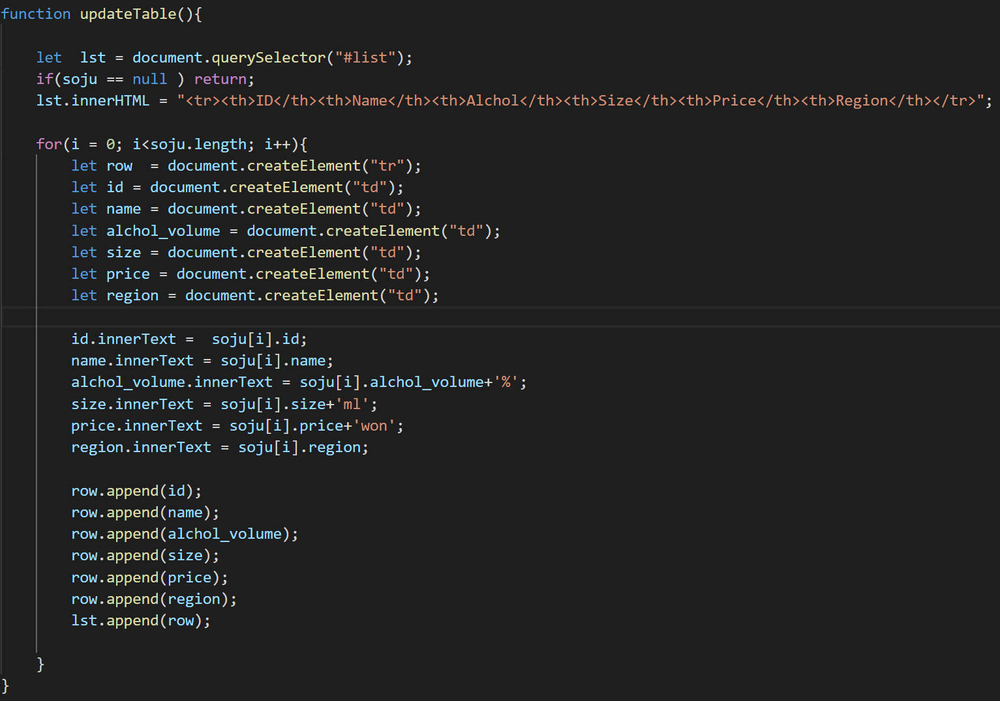 function updateTable(){
let  lst = document.querySelector("#list");
if(soju == null ) return;
lst.innerHTML = "<tr><th>ID</th><th>Name</th><th>Alchol</th><th>Size</th><th>Price</th><th>Region</th></tr>";
for(i = 0; i<soju.length; i++){
let row  = document.createElement("tr");
let id = document.createElement("td");
let name = document.createElement("td");
let alchol_volume = document.createElement("td");
let size = document.createElement("td");
let price = document.createElement("td");
let region = document.createElement("td");
id.innerText =  soju[i].id;
name.innerText = soju[i].name;
alchol_volume.innerText = soju[i].alchol_volume+'%';
size.innerText = soju[i].size+'ml';
price.innerText = soju[i].price+'won';
region.innerText = soju[i].region;
row.append(id);
row.append(name);
row.append(alchol_volume);
row.append(size);
row.append(price);
row.append(region);
lst.append(row);
}
}